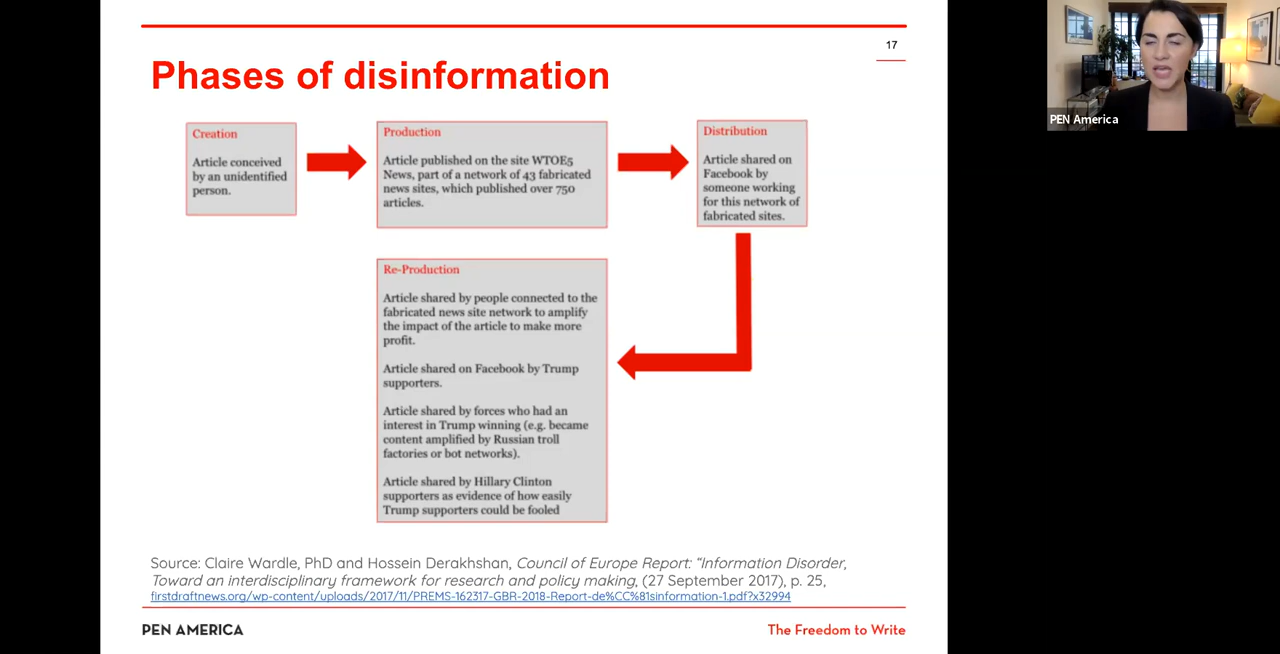 17
Phases of disinformation
Creation
Article conceived
by an unidentified
person.
Production
Article published on the site WTOE5
News, part of a network of 43 fabricated
news sites, which published over 750
articles.
Distribution
Article shared on
Facebook by
someone working
for this network of
fabricated sites.
Re-Production
Article shared by people connected to the
fabricated news site network to amplify
the impact of the article to make more
profit.
Article shared on Facebook by Trump
supporters.
Article shared by forces who had an
interest in Trump winning (e.g. became
content amplified by Russian troll
factories or bot networks).
Article shared by Hillary Clinton
supporters as evidence of how easily
Trump supporters could be fooled
Source: Claire Wardle, PhD and Hossein Derakhshan, Council of Europe Report: “Information Disorder,
Toward an interdisciplinary framework for research and policy making, (27 September 2017), p. 25,
firstdraftnews.org/wp-content/uploads/2017/11/PREMS-162317-GBR-2018-Report-de%CC%81sinformation-1.pdf?x32994
PEN AMERICA
The Freedom to Write
PEN America